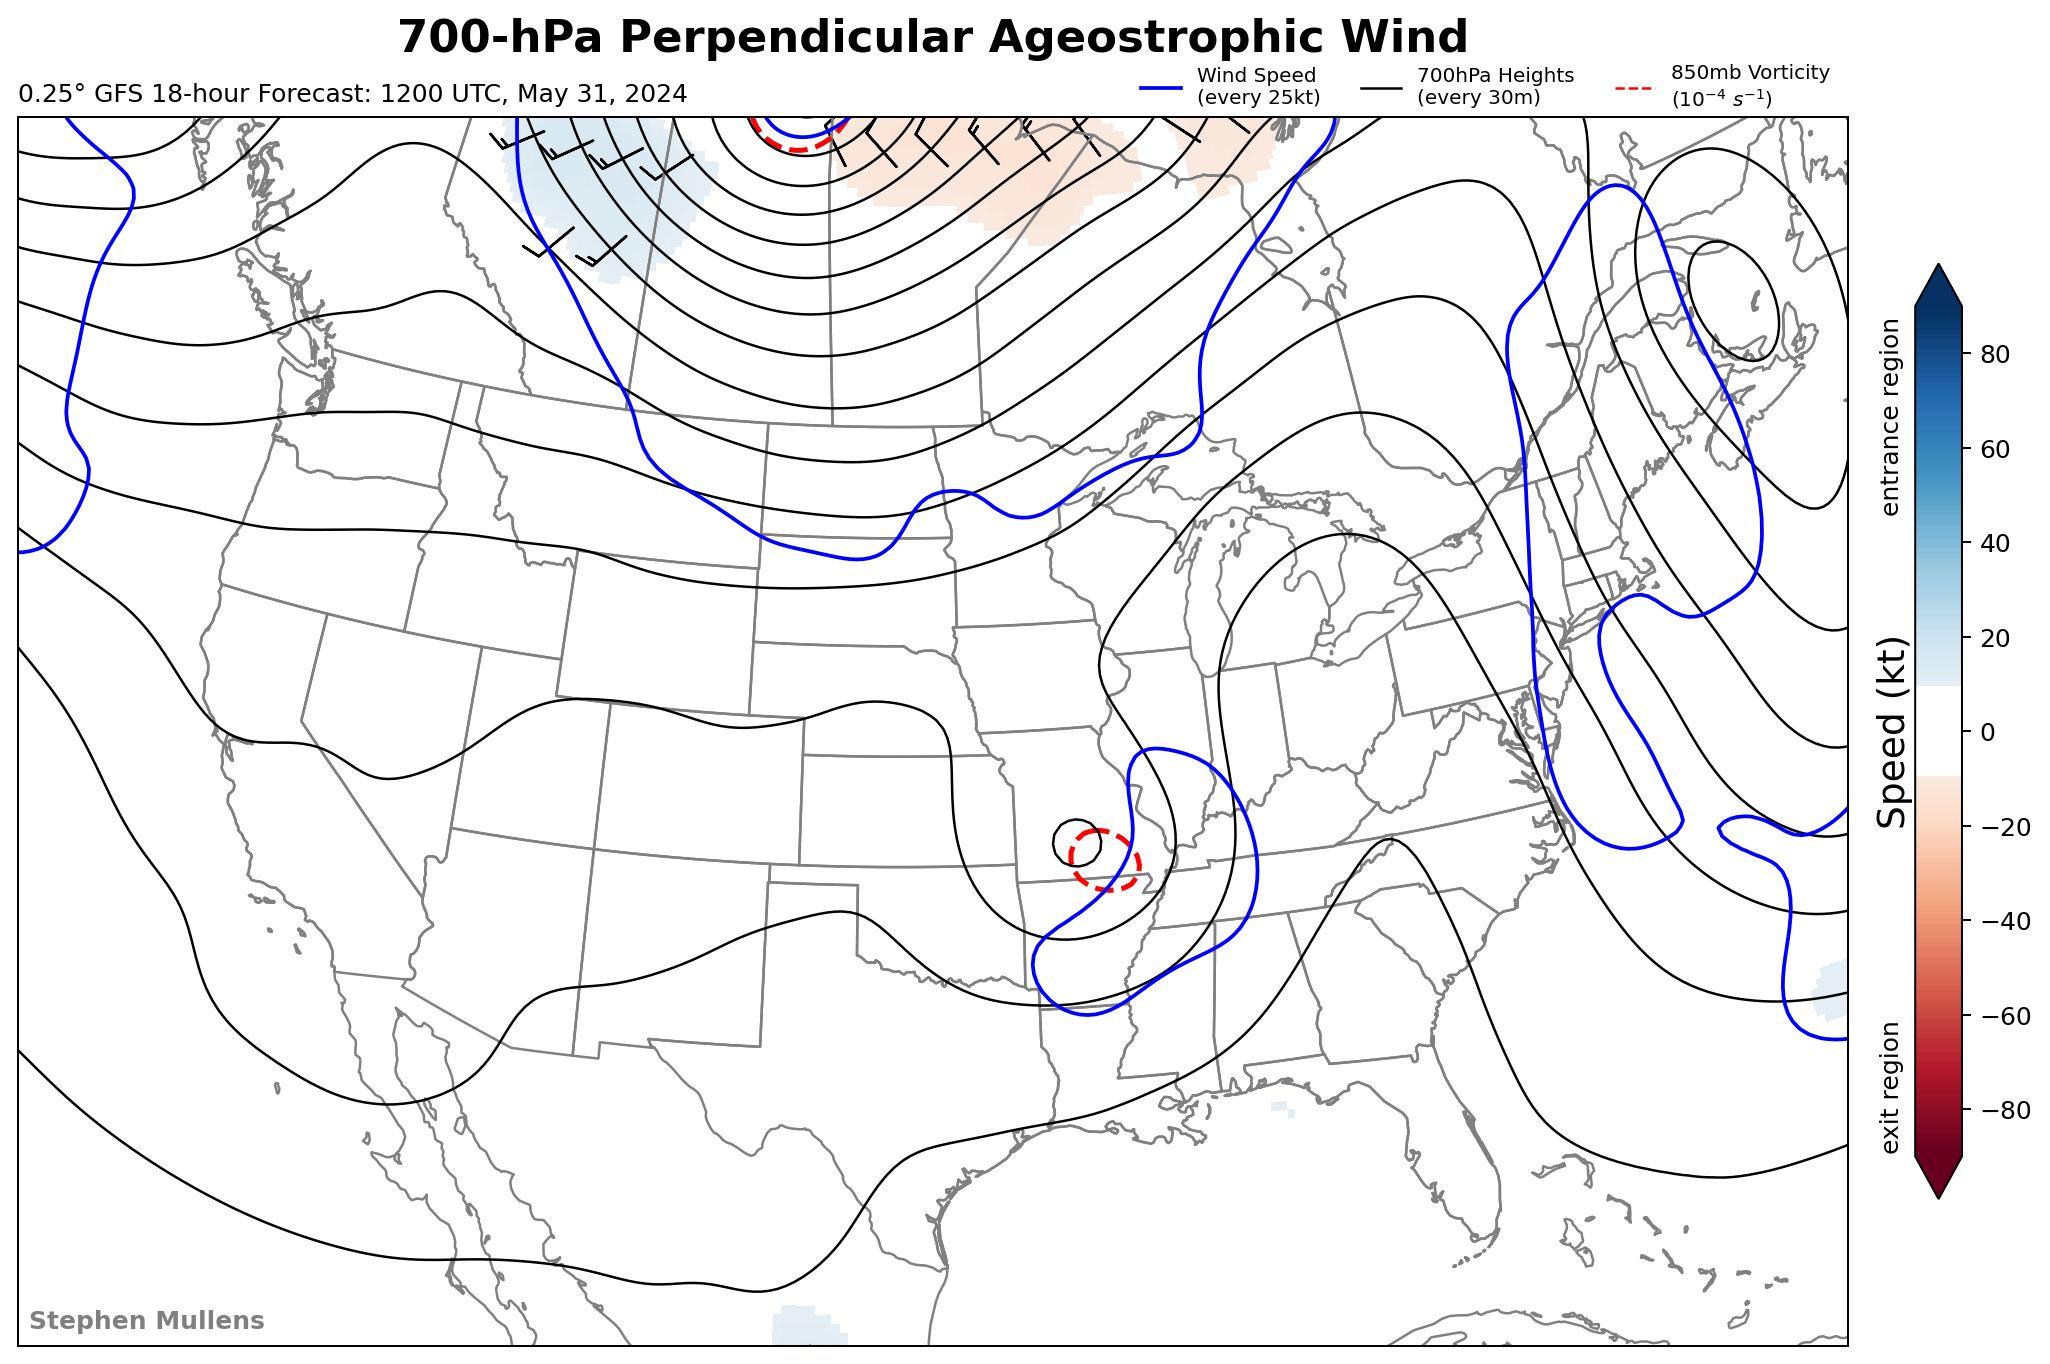 700-hPa Perpendicular Ageostrophic Wind
0.25° GFS 18-hour Forecast: 1200 UTC, May 31, 2024
Wind Speed
(every 25kt)
700hPa Heights
(every 30m)
850mb Vorticity
(10⁻⁴ s⁻¹)
entrance region
Speed (kt)
exit region
80
60
40
20
0
−20
−40
−60
−80
Stephen Mullens